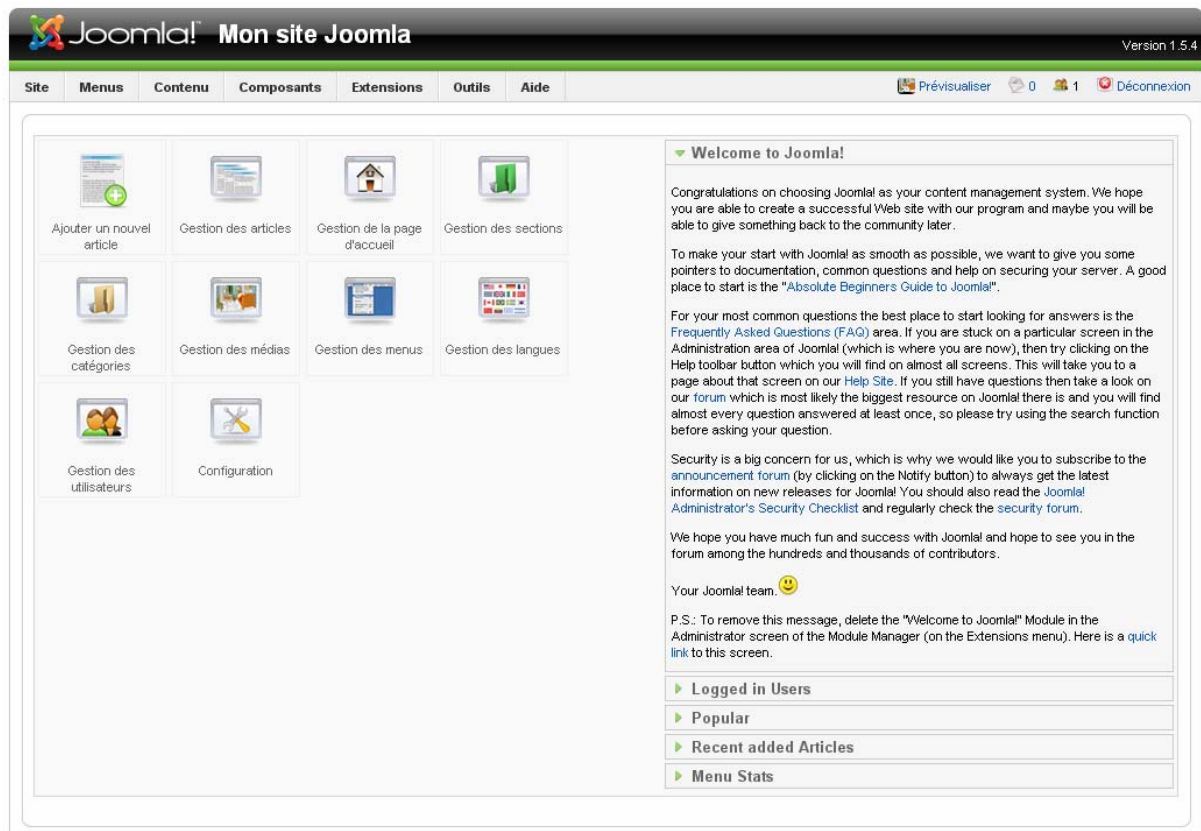 Joomla!™ Mon site Joomla
Version 1.5.4
Site Menus Contenu Composants Extensions Outils Aide Prévisualiser 0 1 Déconnexion
Ajouter un nouvel
article
Gestion des articles
Gestion de la page
d'accueil
Gestion des sections
Gestion des
catégories
Gestion des médias
Gestion des menus
Gestion des langues
Gestion des
utilisateurs
Configuration
Welcome to Joomla!
Congratulations on choosing Joomla! as your content management system. We hope
you are able to create a successful Web site with our program and maybe you will be
able to give something back to the community later.
To make your start with Joomla! as smooth as possible, we want to give you some
pointers to documentation, common questions and help on securing your server. A good
place to start is the "Absolute Beginners Guide to Joomla!".
For your most common questions the best place to start looking for answers is the
Frequently Asked Questions (FAQ) area. If you are stuck on a particular screen in the
Administration area of Joomla! (which is where you are now), then try clicking on the
Help toolbar button which you will find on almost all screens. This will take you to a
page about that screen on our Help Site. If you still have questions then take a look on
our forum which is most likely the biggest resource on Joomla! there is and you will find
almost every question answered at least once, so please try using the search function
before asking your question.
Security is a big concern for us, which is why we would like you to subscribe to the
announcement forum (by clicking on the Notify button) to always get the latest
information on new releases for Joomla! You should also read the Joomla!
Administrator's Security Checklist and regularly check the security forum.
We hope you have much fun and success with Joomla! and hope to see you in the
forum among the hundreds and thousands of contributors.
Your Joomla! team.
P.S.: To remove this message, delete the "Welcome to Joomla!" Module in the
Administrator screen of the Module Manager (on the Extensions menu). Here is a quick
link to this screen.
Logged in Users
Popular
Recent added Articles
Menu Stats